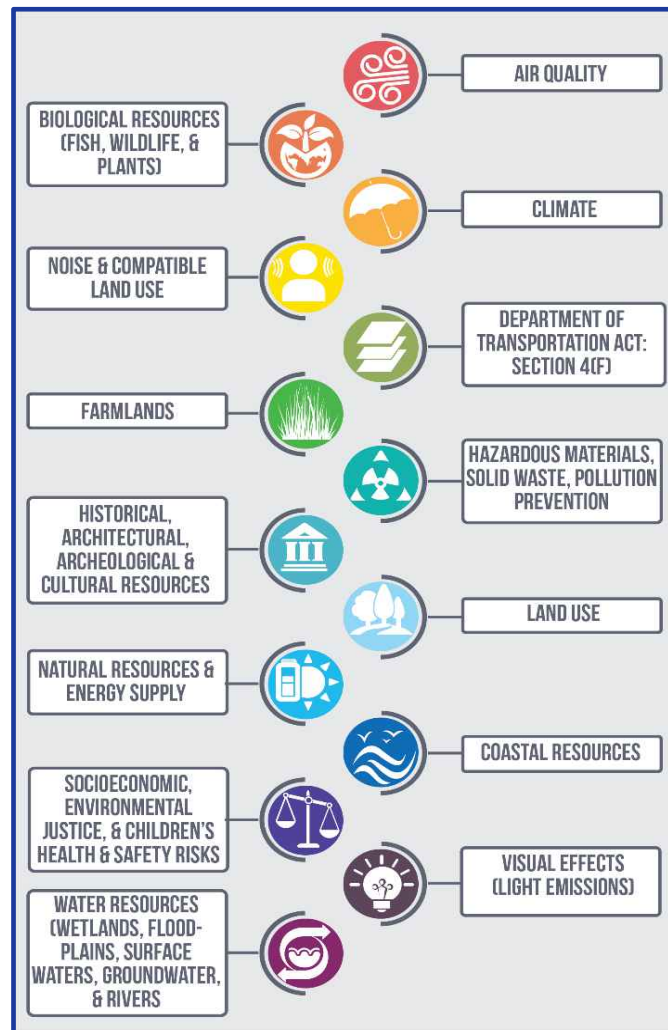 AIR QUALITY
BIOLOGICAL RESOURCES
(FISH, WILDLIFE, &
PLANTS)
CLIMATE
NOISE & COMPATIBLE
LAND USE
DEPARTMENT OF
TRANSPORTATION ACT:
SECTION 4(F)
FARMLANDS
HAZARDOUS MATERIALS,
SOLID WASTE, POLLUTION
PREVENTION
HISTORICAL,
ARCHITECTURAL,
ARCHEOLOGICAL &
CULTURAL RESOURCES
LAND USE
NATURAL RESOURCES &
ENERGY SUPPLY
COASTAL RESOURCES
SOCIOECONOMIC,
ENVIRONMENTAL
JUSTICE, & CHILDREN'S
HEALTH & SAFETY RISKS
VISUAL EFFECTS
(LIGHT EMISSIONS)
WATER RESOURCES
(WETLANDS, FLOOD-
PLAINS, SURFACE
WATERS, GROUNDWATER,
& RIVERS